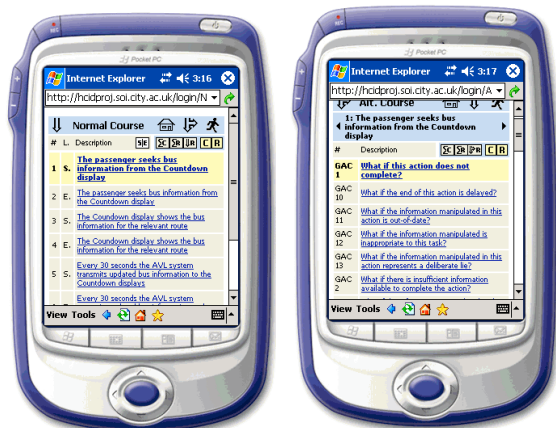 Pocket PC
Internet Explorer 3:16
http://hcidproj.soi.city.ac.uk/login/N
Normal Course
# L. Description S|E C R
1 S. The passenger seeks bus
information from the Countdown
display
2 E. The passenger seeks bus information from
the Countdown display
3 S. The Coundown display shows the bus
information for the relevant route
4 E. The Coundown display shows the bus
information for the relevant route
5 S. Every 30 seconds the AVL system
transmits updated bus information to the
Countdown displays
Every 30 seconds the AVL system
View Tools
Pocket PC
Internet Explorer 3:17
http://hcidproj.soi.city.ac.uk/login/A
Alt. Course
1: The passenger seeks bus
information from the Countdown
display
# Description C R
GAC 1 What if this action does not
complete?
GAC 10 What if the end of this action is delayed?
GAC 11 What if the information manipulated in this
action is out-of-date?
GAC 12 What if the information manipulated is
inappropriate to this task?
GAC 13 What if the information manipulated in this
action represents a deliberate lie?
GAC 2 What if there is insufficient information
available to complete the action?
View Tools